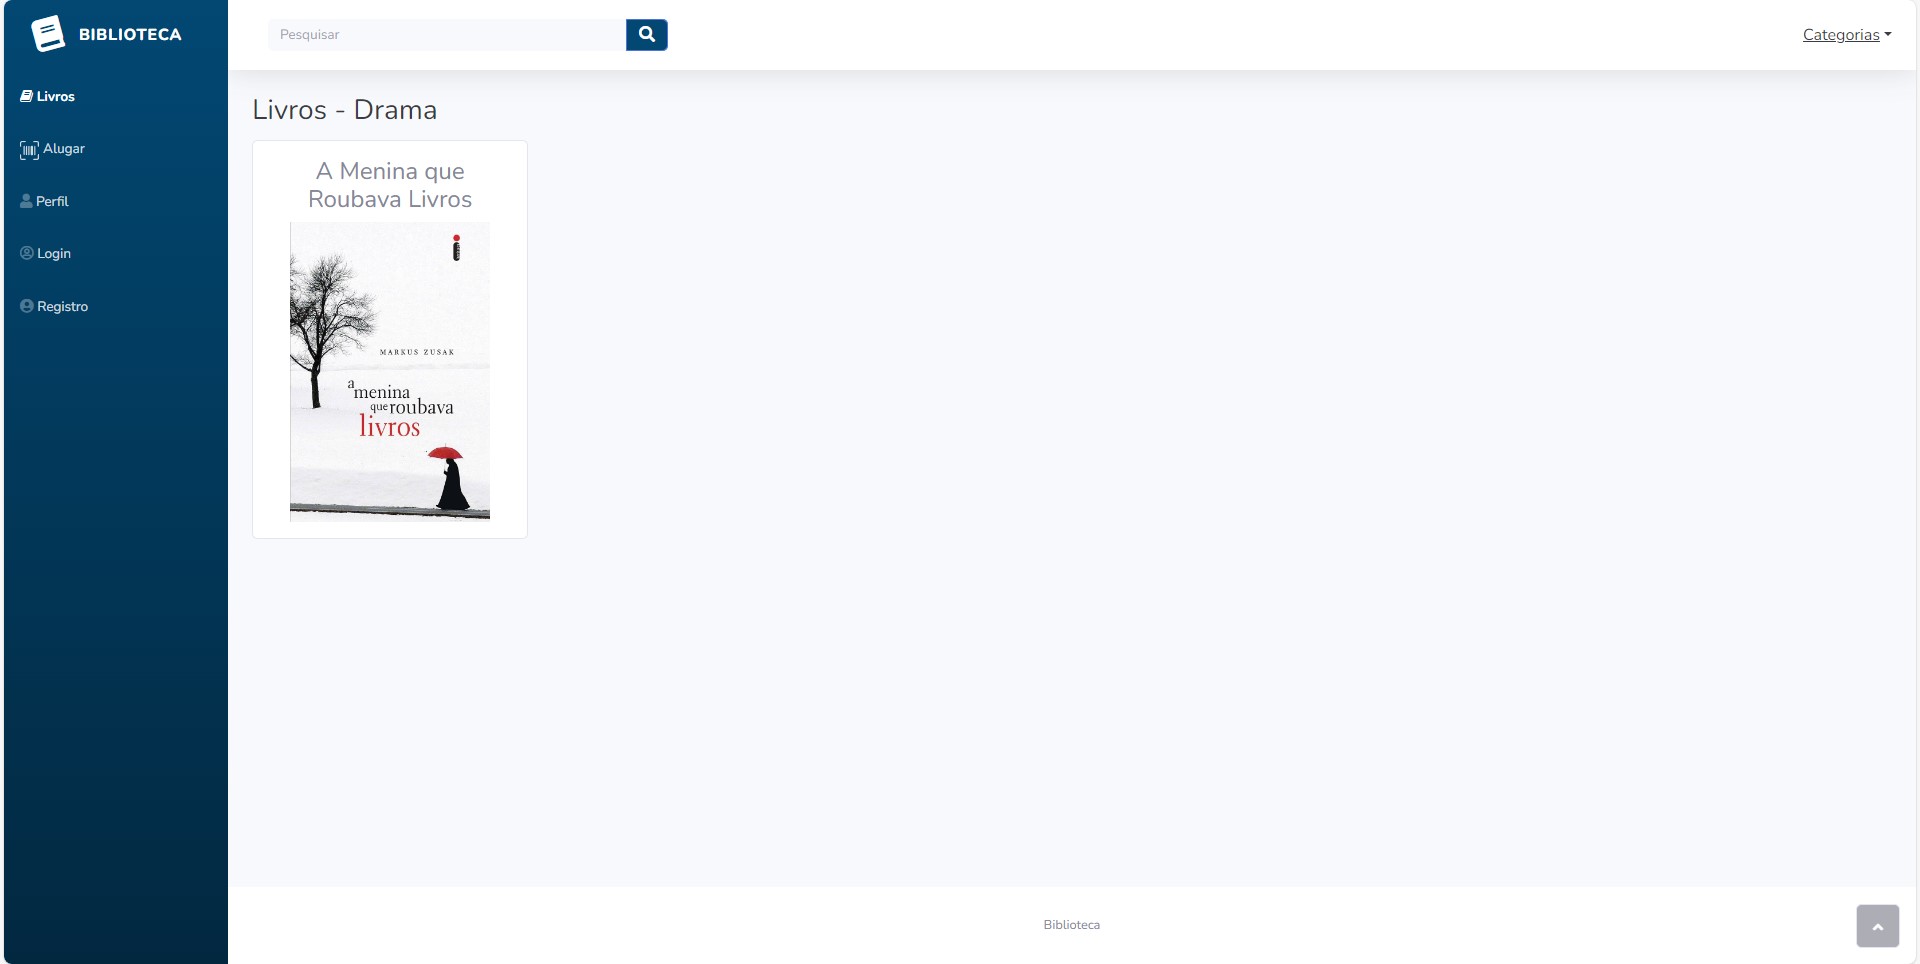 BIBLIOTECA
Pesquisar
Categorias
Livros
Alugar
Perfil
Login
Registro
Livros - Drama
A Menina que
Roubava Livros
MARKUS ZUSAK
a
menina
que roubava
livros
Biblioteca